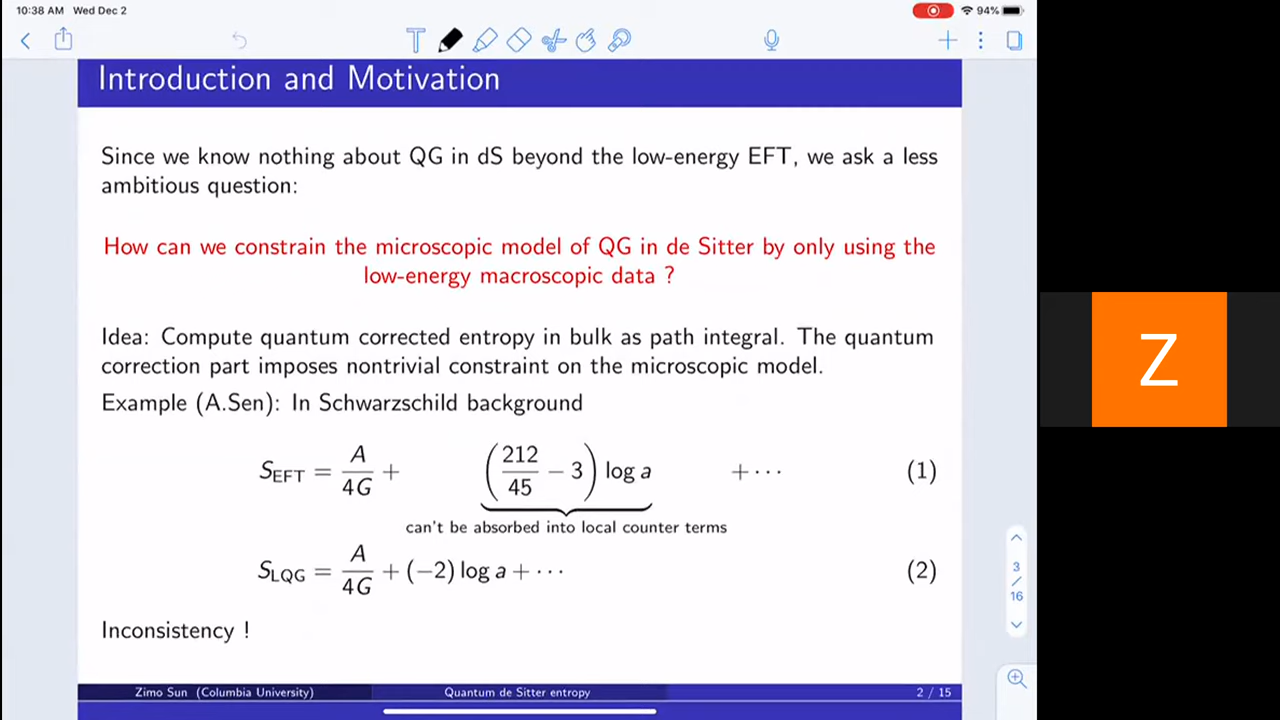 10:38 AM Wed Dec 2
94%
Introduction and Motivation
Since we know nothing about QG in dS beyond the low-energy EFT, we ask a less
ambitious question:
How can we constrain the microscopic model of QG in de Sitter by only using the
low-energy macroscopic data ?
Idea: Compute quantum corrected entropy in bulk as path integral. The quantum
correction part imposes nontrivial constraint on the microscopic model.
Example (A.Sen): In Schwarzschild background
S_EFT = A/4G + (212/45 − 3) log a + ⋯ (1)
can't be absorbed into local counter terms
S_LQG = A/4G + (−2) log a + ⋯ (2)
Inconsistency !
Zimo Sun (Columbia University) Quantum de Sitter entropy 2 / 15
3
/
16
Z